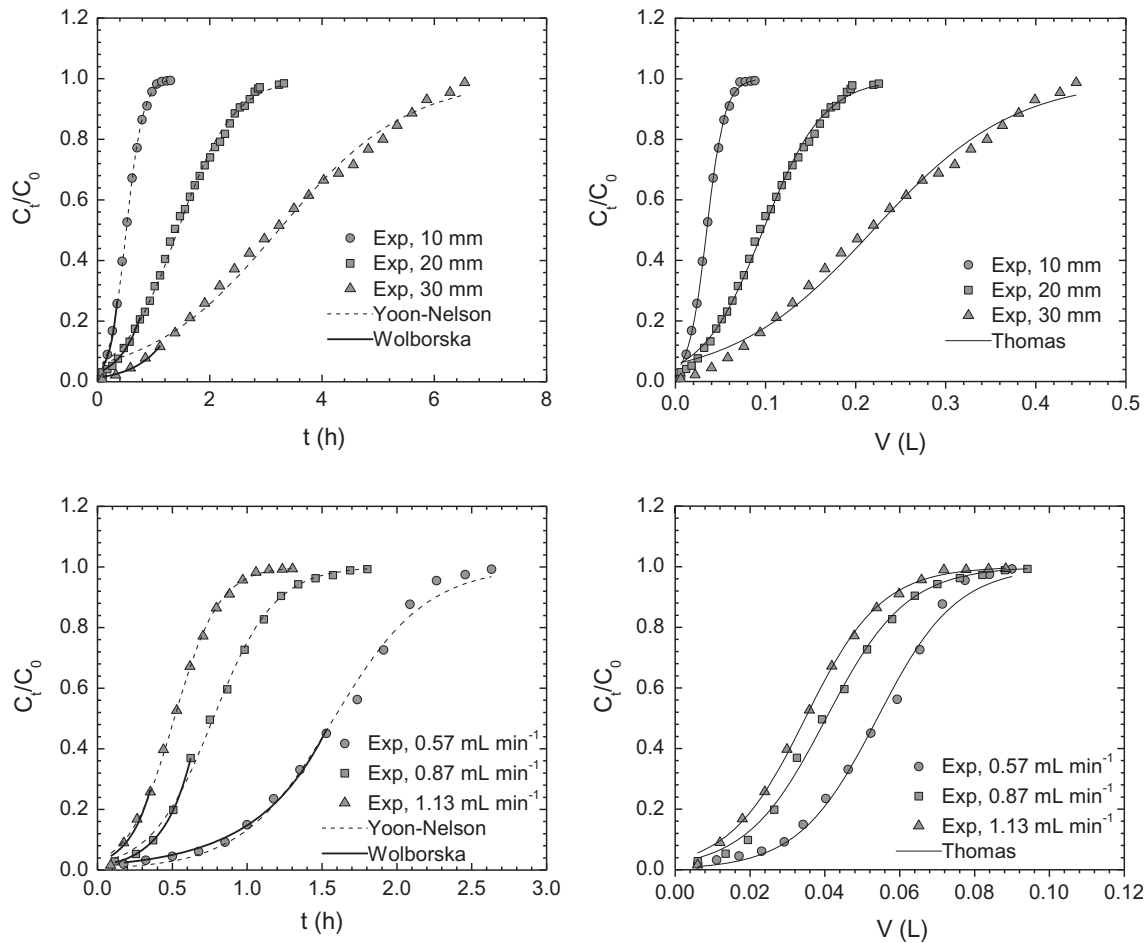 1.2
1.0
0.8
0.6
0.4
0.2
0.0
C_t/C_0
Exp, 10 mm
Exp, 20 mm
Exp, 30 mm
Yoon-Nelson
Wolborska
0 2 4 6 8
t (h)
1.2
1.0
0.8
0.6
0.4
0.2
0.0
C_t/C_0
Exp, 10 mm
Exp, 20 mm
Exp, 30 mm
Thomas
0.0 0.1 0.2 0.3 0.4 0.5
V (L)
1.2
1.0
0.8
0.6
0.4
0.2
0.0
C_t/C_0
Exp, 0.57 mL min⁻¹
Exp, 0.87 mL min⁻¹
Exp, 1.13 mL min⁻¹
Yoon-Nelson
Wolborska
0.0 0.5 1.0 1.5 2.0 2.5 3.0
t (h)
1.2
1.0
0.8
0.6
0.4
0.2
0.0
C_t/C_0
Exp, 0.57 mL min⁻¹
Exp, 0.87 mL min⁻¹
Exp, 1.13 mL min⁻¹
Thomas
0.00 0.02 0.04 0.06 0.08 0.10 0.12
V (L)